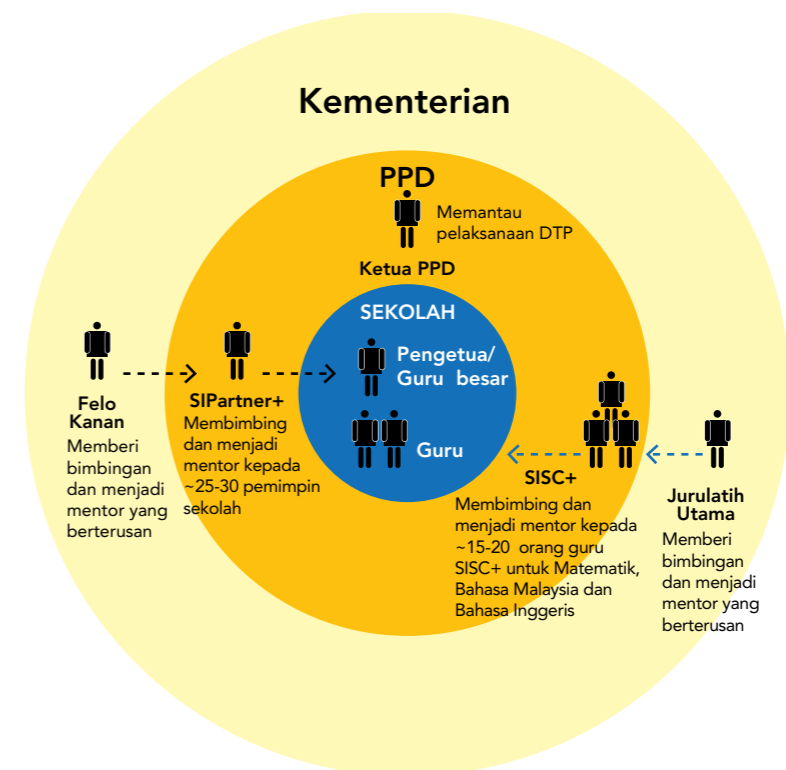 Kementerian
PPD
Memantau
pelaksanaan DTP
Ketua PPD
SEKOLAH
Pengetua/
Guru besar
Guru
Felo
Kanan
Memberi
bimbingan
dan menjadi
mentor yang
berterusan
SIPartner+
Membimbing
dan menjadi
mentor kepada
~25-30 pemimpin
sekolah
SISC+
Membimbing dan
menjadi mentor kepada
~15-20 orang guru
SISC+ untuk Matematik,
Bahasa Malaysia dan
Bahasa Inggeris
Jurulatih
Utama
Memberi
bimbingan
dan menjadi
mentor yang
berterusan